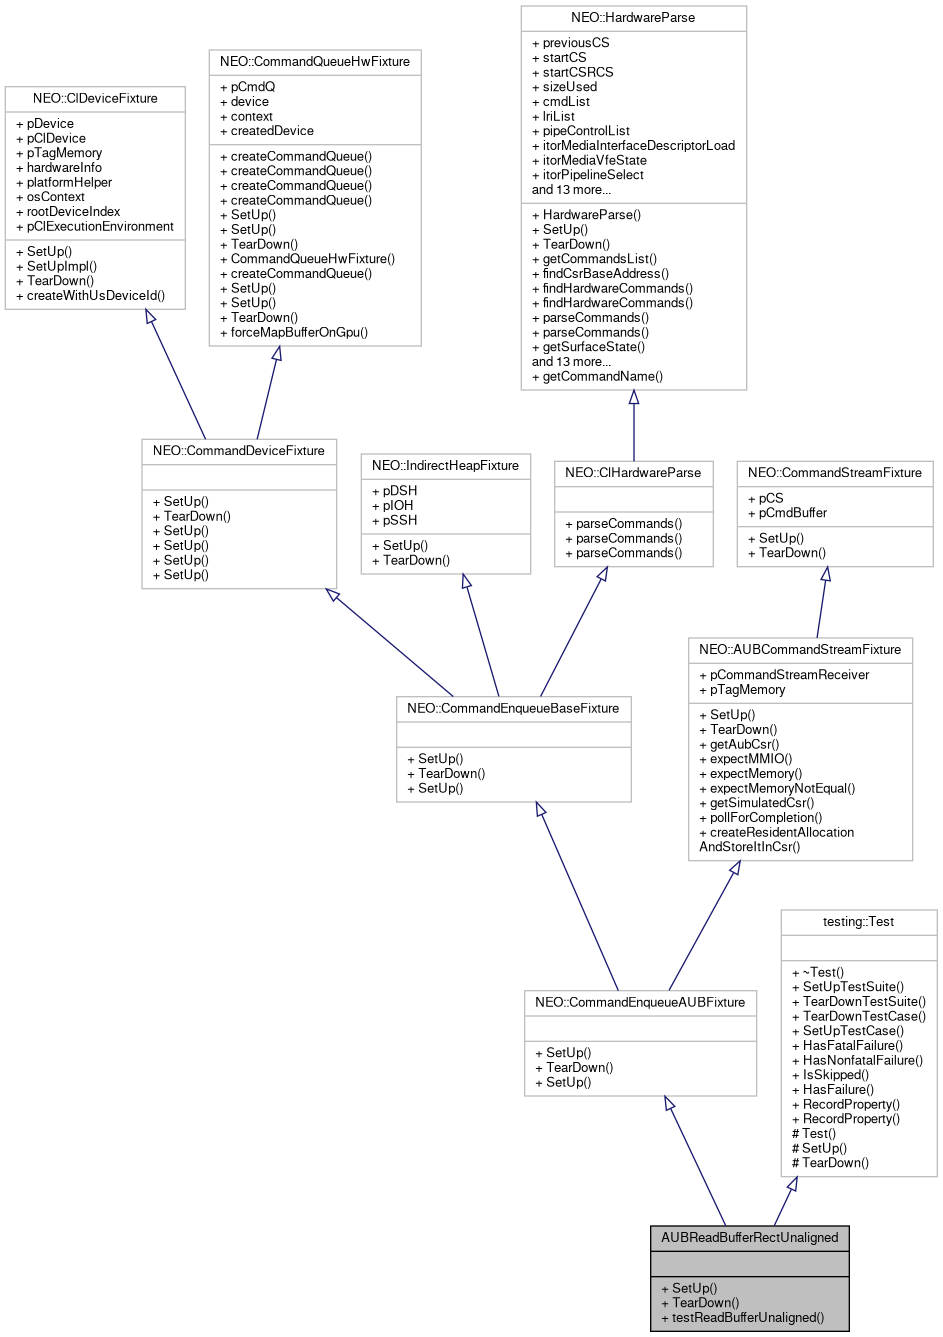 NEO::HardwareParse
+ previousCS
+ startCS
+ startCSRCS
+ sizeUsed
+ cmdList
+ lriList
+ pipeControlList
+ itorMediaInterfaceDescriptorLoad
+ itorMediaVfeState
+ itorPipelineSelect
and 13 more...
+ HardwareParse()
+ SetUp()
+ TearDown()
+ getCommandsList()
+ findCsrBaseAddress()
+ findHardwareCommands()
+ findHardwareCommands()
+ parseCommands()
+ parseCommands()
+ getSurfaceState()
and 13 more...
+ getCommandName()
NEO::CommandQueueHwFixture
+ pCmdQ
+ device
+ context
+ createdDevice
+ createCommandQueue()
+ createCommandQueue()
+ createCommandQueue()
+ createCommandQueue()
+ SetUp()
+ SetUp()
+ TearDown()
+ CommandQueueHwFixture()
+ createCommandQueue()
+ SetUp()
+ SetUp()
+ TearDown()
+ forceMapBufferOnGpu()
NEO::ClDeviceFixture
+ pDevice
+ pClDevice
+ pTagMemory
+ hardwareInfo
+ platformHelper
+ osContext
+ rootDeviceIndex
+ pClExecutionEnvironment
+ SetUp()
+ SetUpImpl()
+ TearDown()
+ createWithUsDeviceId()
NEO::CommandDeviceFixture
+ SetUp()
+ TearDown()
+ SetUp()
+ SetUp()
+ SetUp()
+ SetUp()
NEO::IndirectHeapFixture
+ pDSH
+ pIOH
+ pSSH
+ SetUp()
+ TearDown()
NEO::ClHardwareParse
+ parseCommands()
+ parseCommands()
+ parseCommands()
NEO::CommandStreamFixture
+ pCS
+ pCmdBuffer
+ SetUp()
+ TearDown()
NEO::AUBCommandStreamFixture
+ pCommandStreamReceiver
+ pTagMemory
+ SetUp()
+ TearDown()
+ getAubCsr()
+ expectMMIO()
+ expectMemory()
+ expectMemoryNotEqual()
+ getSimulatedCsr()
+ pollForCompletion()
+ createResidentAllocation
AndStoreItInCsr()
NEO::CommandEnqueueBaseFixture
+ SetUp()
+ TearDown()
+ SetUp()
testing::Test
+ ~Test()
+ SetUpTestSuite()
+ TearDownTestSuite()
+ TearDownTestCase()
+ SetUpTestCase()
+ HasFatalFailure()
+ HasNonfatalFailure()
+ IsSkipped()
+ HasFailure()
+ RecordProperty()
+ RecordProperty()
# Test()
# SetUp()
# TearDown()
NEO::CommandEnqueueAUBFixture
+ SetUp()
+ TearDown()
+ SetUp()
AUBReadBufferRectUnaligned
+ SetUp()
+ TearDown()
+ testReadBufferUnaligned()